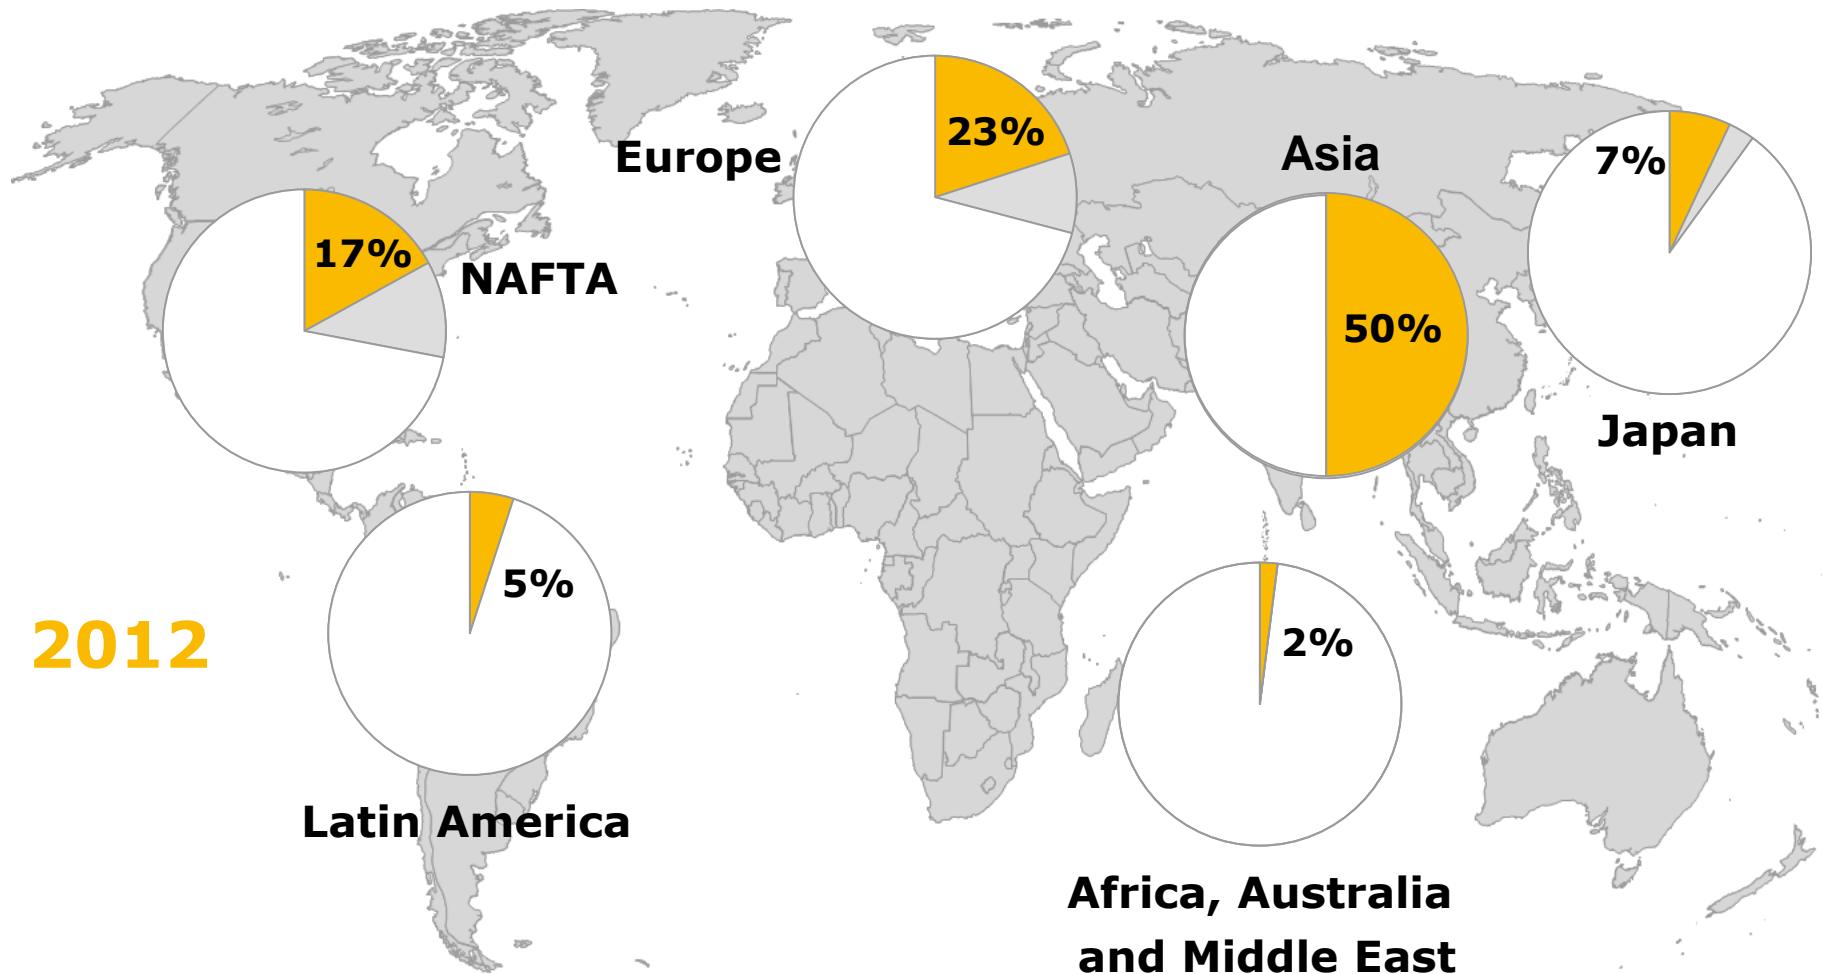 Europe
23%
Asia
7%
17%
NAFTA
50%
Japan
5%
2012
2%
Latin America
Africa, Australia
and Middle East